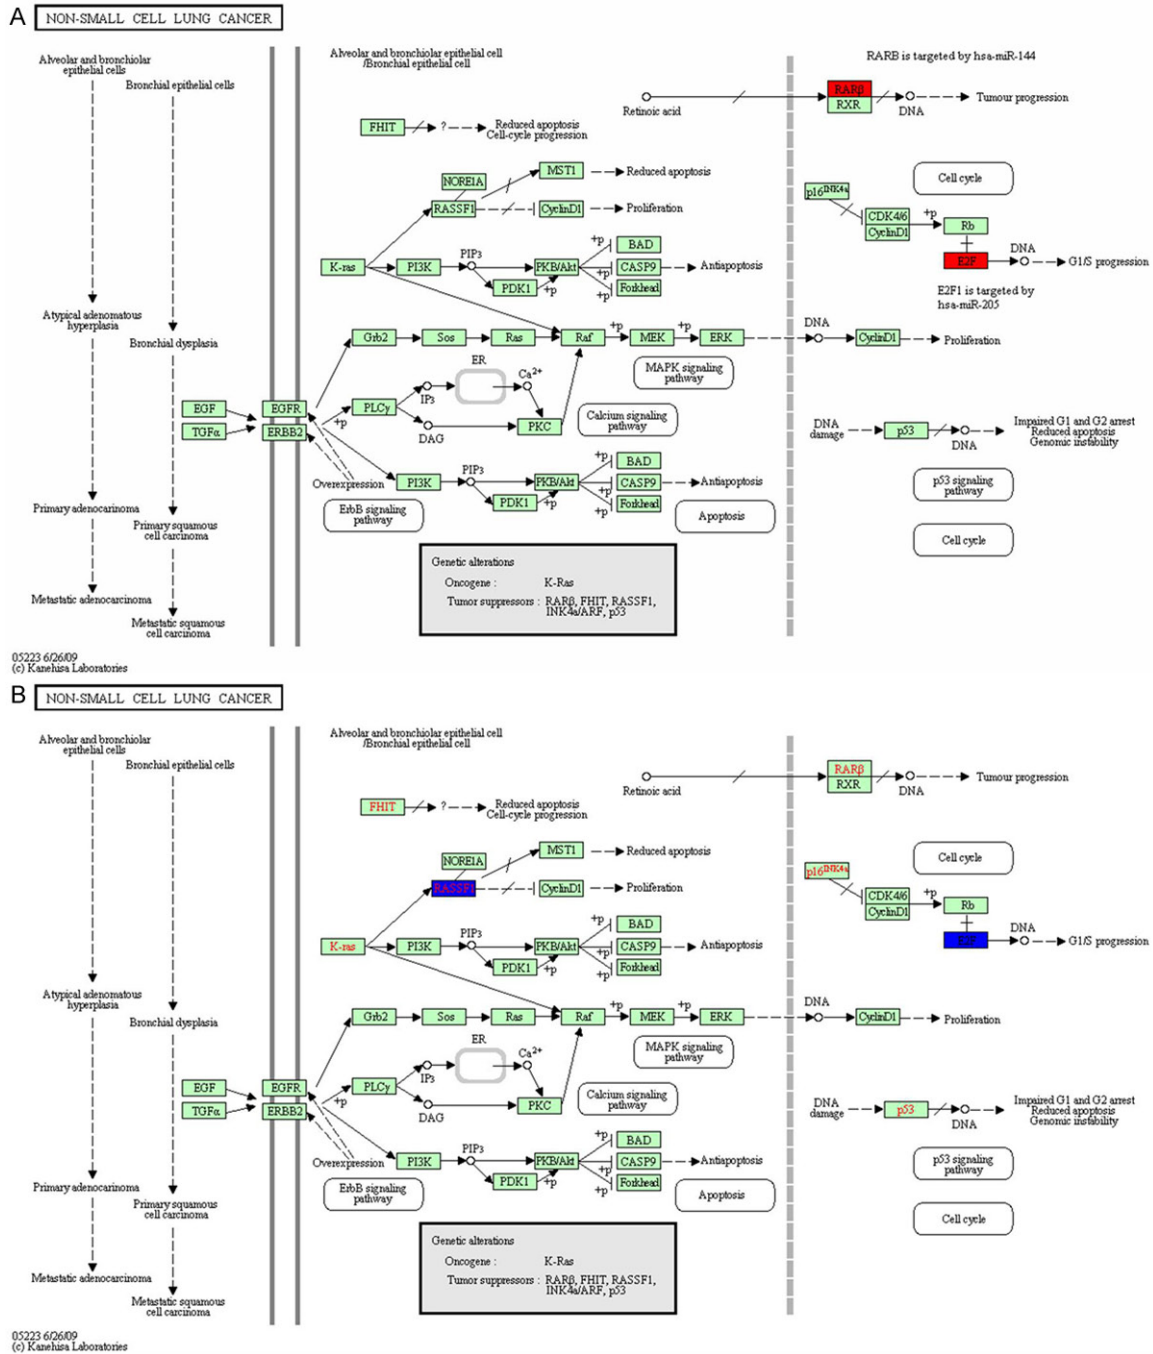 A
NON-SMALL CELL LUNG CANCER
Alveolar and bronchiolar
epithelial cells
Bronchial epithelial cells
Alveolar and bronchiolar epithelial cell
/Bronchial epithelial cell
RARB is targeted by hsa-miR-144
Retinoic acid
RARβ
RXR
DNA
Tumour progression
FHIT
?
Reduced apoptosis
Cell-cycle progression
NORE1A
MST1
Reduced apoptosis
RASSF1
CyclinD1
Proliferation
p16INK4a
Cell cycle
CDK4/6
CyclinD1
+p
Rb
E2F
DNA
G1/S progression
E2F1 is targeted by
hsa-miR-205
K-ras
PI3K
PIP3
PKB/Akt
PDK1
+p
+p
+p
+p
BAD
CASP9
Forkhead
Antiapoptosis
Atypical adenomatous
hyperplasia
Bronchial dysplasia
Grb2
Sos
Ras
Raf
+p
MEK
+p
ERK
DNA
CyclinD1
Proliferation
MAPK signaling
pathway
ER
Ca2+
IP3
PLCγ
+p
DAG
PKC
Calcium signaling
pathway
EGF
TGFα
EGFR
ERBB2
DNA
damage
p53
DNA
Impaired G1 and G2 arrest
Reduced apoptosis
Genomic instability
Overexpression
PI3K
PIP3
PKB/Akt
PDK1
+p
+p
+p
+p
BAD
CASP9
Forkhead
Antiapoptosis
p53 signaling
pathway
ErbB signaling
pathway
Apoptosis
Cell cycle
Primary adenocarcinoma
Primary squamous
cell carcinoma
Metastatic adenocarcinoma
Metastatic squamous
cell carcinoma
Genetic alterations
Oncogene : K-Ras
Tumor suppressors : RARβ, FHIT, RASSF1,
INK4a/ARF, p53
05223 6/26/09
(c) Kanehisa Laboratories
B
NON-SMALL CELL LUNG CANCER
Alveolar and bronchiolar
epithelial cells
Bronchial epithelial cells
Alveolar and bronchiolar epithelial cell
/Bronchial epithelial cell
Retinoic acid
RARβ
RXR
DNA
Tumour progression
FHIT
?
Reduced apoptosis
Cell-cycle progression
NORE1A
MST1
Reduced apoptosis
RASSF1
CyclinD1
Proliferation
p16INK4a
Cell cycle
CDK4/6
CyclinD1
+p
Rb
E2F
DNA
G1/S progression
K-ras
PI3K
PIP3
PKB/Akt
PDK1
+p
+p
+p
+p
BAD
CASP9
Forkhead
Antiapoptosis
Atypical adenomatous
hyperplasia
Bronchial dysplasia
Grb2
Sos
Ras
Raf
+p
MEK
+p
ERK
DNA
CyclinD1
Proliferation
MAPK signaling
pathway
ER
Ca2+
IP3
PLCγ
+p
DAG
PKC
Calcium signaling
pathway
EGF
TGFα
EGFR
ERBB2
DNA
damage
p53
DNA
Impaired G1 and G2 arrest
Reduced apoptosis
Genomic instability
Overexpression
PI3K
PIP3
PKB/Akt
PDK1
+p
+p
+p
+p
BAD
CASP9
Forkhead
Antiapoptosis
p53 signaling
pathway
ErbB signaling
pathway
Apoptosis
Cell cycle
Primary adenocarcinoma
Primary squamous
cell carcinoma
Metastatic adenocarcinoma
Metastatic squamous
cell carcinoma
Genetic alterations
Oncogene : K-Ras
Tumor suppressors : RARβ, FHIT, RASSF1,
INK4a/ARF, p53
05223 6/26/09
(c) Kanehisa Laboratories